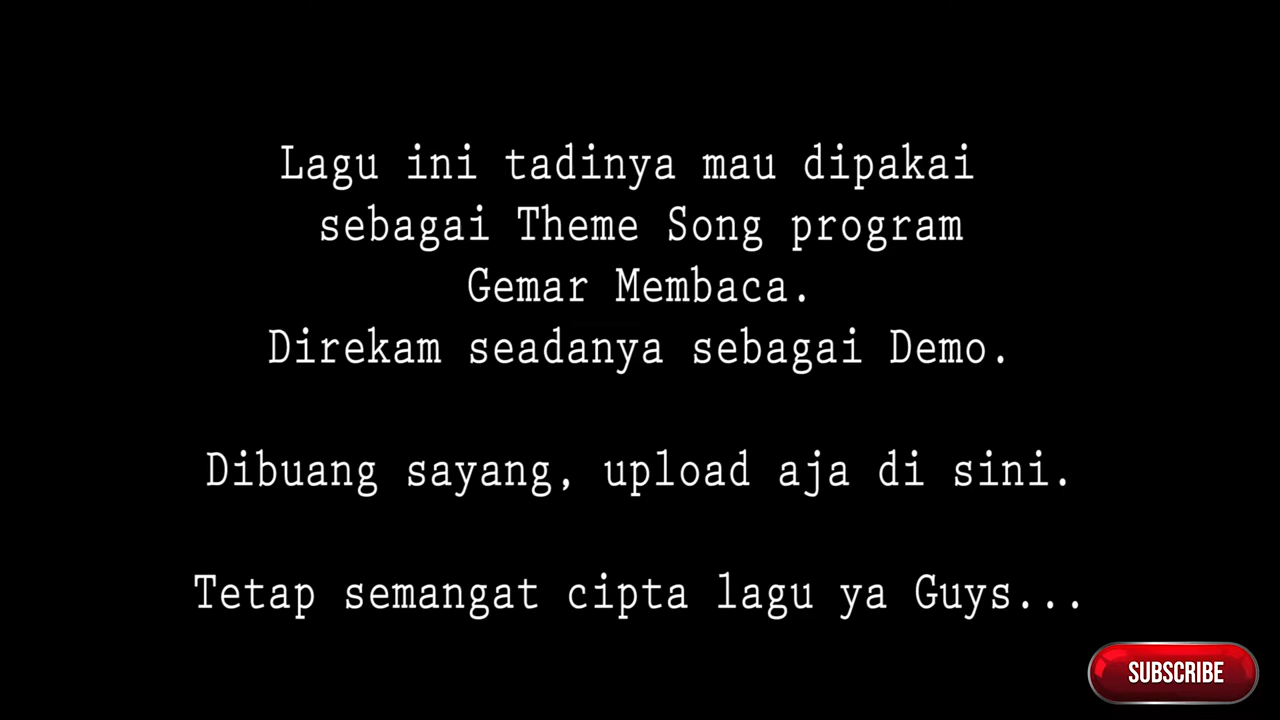 Lagu ini tadinya mau dipakai
sebagai Theme Song program
Gemar Membaca.
Direkam seadanya sebagai Demo.
Dibuang sayang, upload aja di sini.
Tetap semangat cipta lagu ya Guys...
SUBSCRIBE